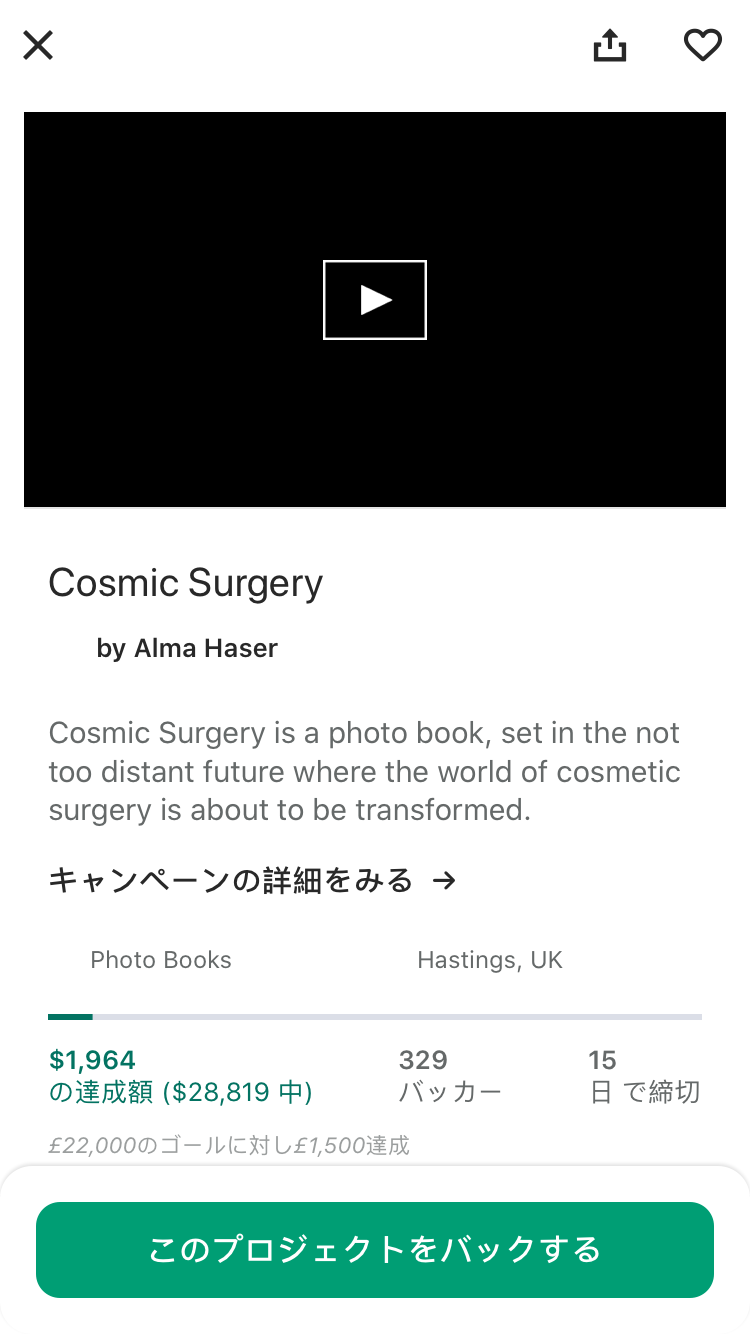 Cosmic Surgery
by Alma Haser
Cosmic Surgery is a photo book, set in the not
too distant future where the world of cosmetic
surgery is about to be transformed.
キャンペーンの詳細をみる →
Photo Books
Hastings, UK
$1,964
の達成額 ($28,819 中)
329
バッカー
15
日 で締切
£22,000のゴールに対し£1,500達成
このプロジェクトをバックする